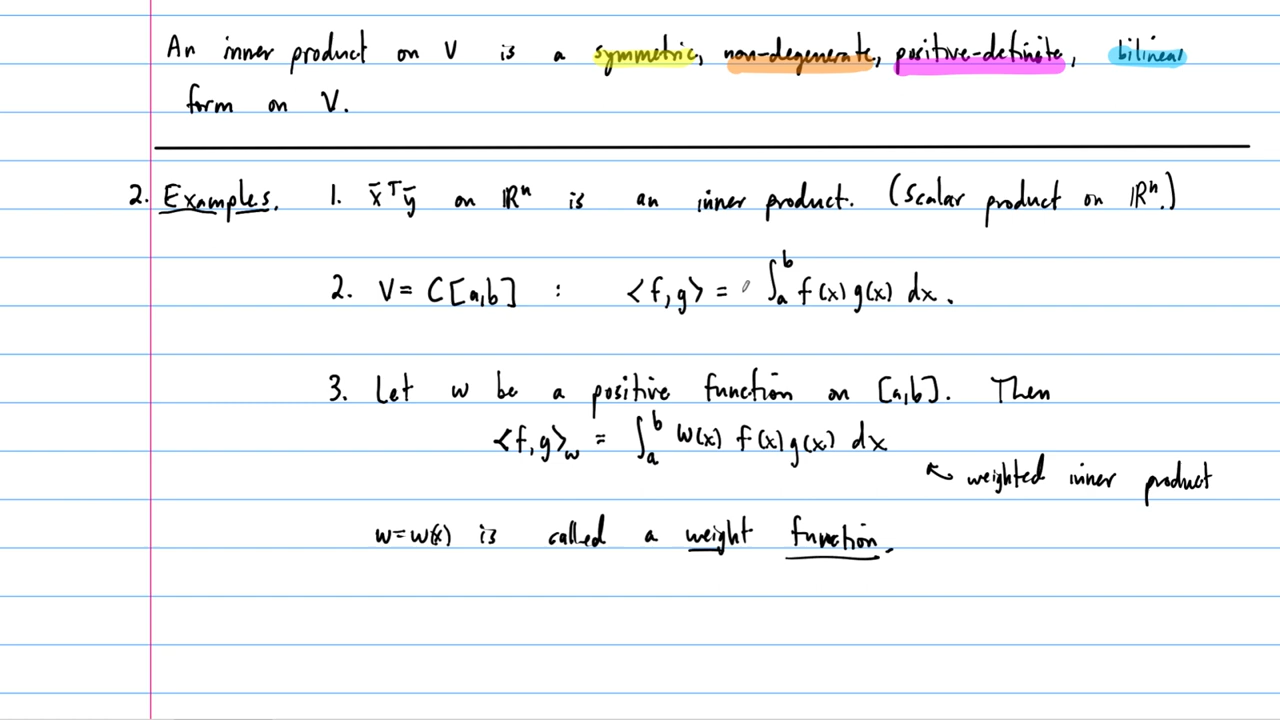 An inner product on V is a symmetric, non-degenerate, positive-definite, bilinear
form on V.
2. Examples. 1. x̄ᵀȳ on ℝⁿ is an inner product. (Scalar product on ℝⁿ.)
2. V = C[a,b] : <f,g> = ∫ₐᵇ f(x)g(x) dx.
3. Let w be a positive function on [a,b]. Then
<f,g>_w = ∫ₐᵇ w(x) f(x)g(x) dx
↖ weighted inner product
w=w(x) is called a weight function.